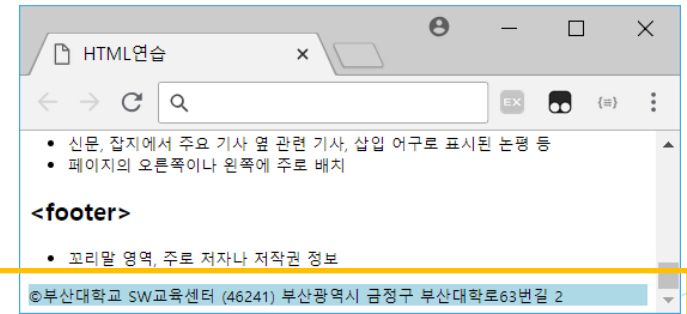 HTML연습
EX
{≡}
• 신문, 잡지에서 주요 기사 옆 관련 기사, 삽입 어구로 표시된 논평 등
• 페이지의 오른쪽이나 왼쪽에 주로 배치
<footer>
• 꼬리말 영역, 주로 저자나 저작권 정보
©부산대학교 SW교육센터 (46241) 부산광역시 금정구 부산대학로63번길 2